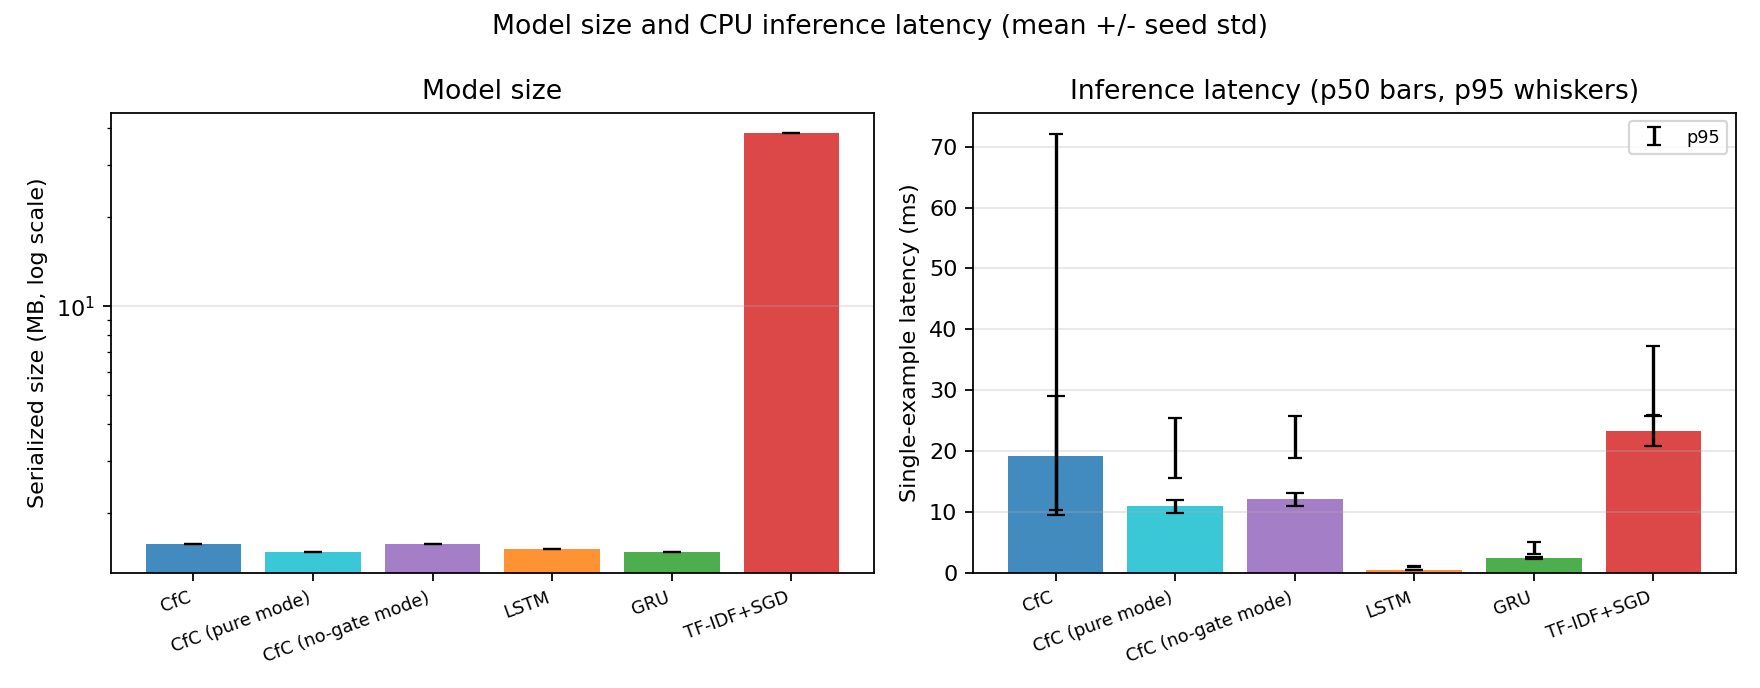 Model size and CPU inference latency (mean +/- seed std)
Model size
Serialized size (MB, log scale)
10¹
CfC
CfC (pure mode)
CfC (no-gate mode)
LSTM
GRU
TF-IDF+SGD
Inference latency (p50 bars, p95 whiskers)
Single-example latency (ms)
70
60
50
40
30
20
10
0
p95
CfC
CfC (pure mode)
CfC (no-gate mode)
LSTM
GRU
TF-IDF+SGD